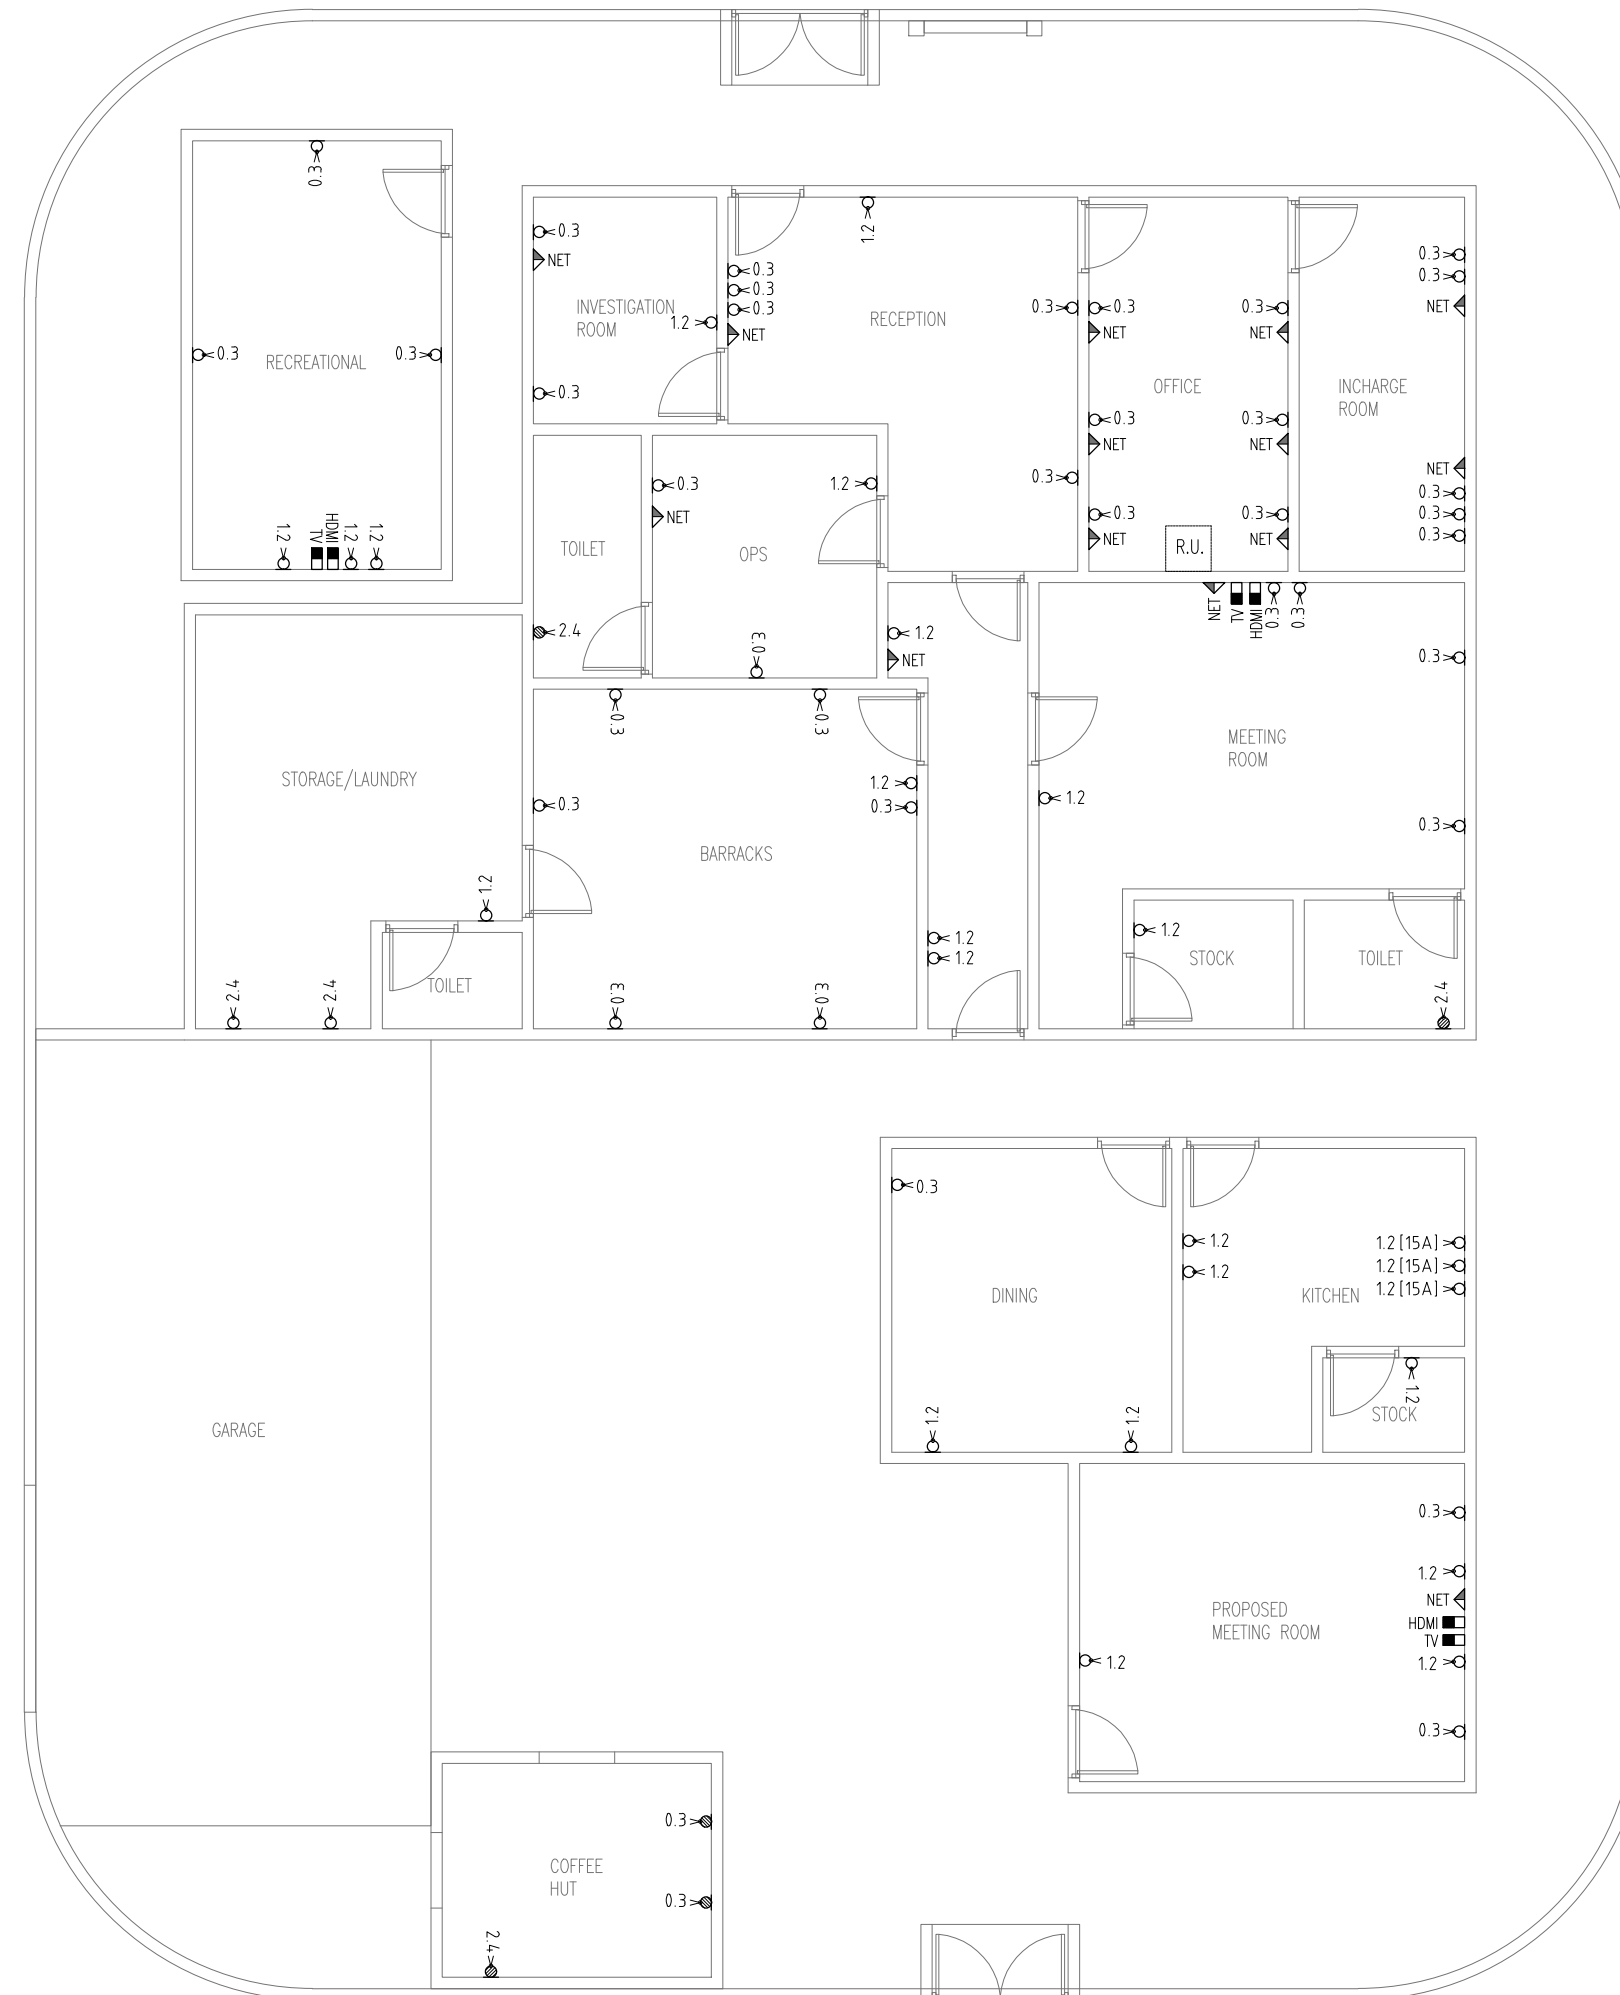 0.3
0.3
NET
1.2
0.3
0.3
0.3
NET
INVESTIGATION
ROOM
1.2
0.3
RECEPTION
0.3
0.3
0.3
NET
0.3
NET
OFFICE
0.3
NET
0.3
NET
0.3
NET
0.3
NET
R.U.
0.3
0.3
NET
INCHARGE
ROOM
NET
0.3
0.3
0.3
0.3
RECREATIONAL
0.3
1.2
TV
HDMI
1.2
1.2
TOILET
2.4
0.3
NET
OPS
1.2
0.3
1.2
NET
NET
TV
HDMI
0.3
0.3
0.3
MEETING
ROOM
1.2
0.3
STORAGE/LAUNDRY
1.2
2.4
2.4
TOILET
0.3
0.3
0.3
1.2
0.3
BARRACKS
0.3
0.3
1.2
1.2
1.2
STOCK
TOILET
2.4
0.3
DINING
1.2
1.2
1.2
1.2
1.2 [15A]
1.2 [15A]
1.2 [15A]
KITCHEN
1.2
STOCK
GARAGE
0.3
1.2
NET
HDMI
TV
1.2
PROPOSED
MEETING ROOM
1.2
0.3
0.3
COFFEE
HUT
0.3
2.4